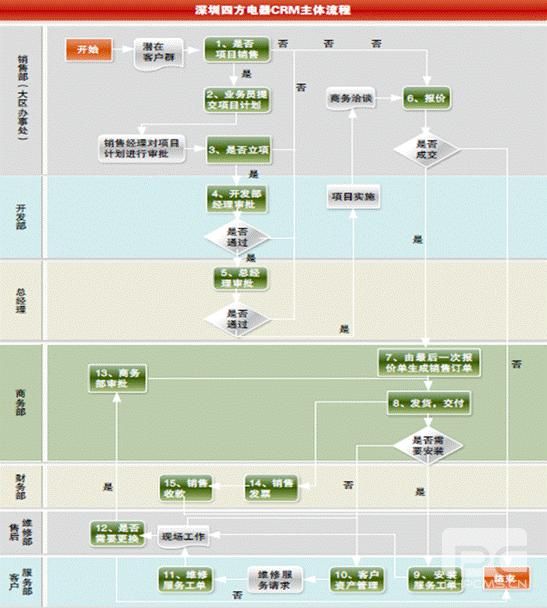 深圳四方电器CRM主体流程
销售部（大区办事处）
开始
潜在
客户群
1、是否
项目销售
否
否
否
是
否
2、业务员提
交项目计划
商务洽谈
6、报价
销售经理对项目
计划进行审批
3、是否立项
是否
成交
是
开发部
4、开发部
经理审批
项目实施
是否
通过
是
是
总经理
5、总经
理审批
是否
通过
是
商务部
7、由最后一次报
价单生成销售订单
否
13、商务
部审批
8、发货，交付
是否需
要安装
财务部
是
15、销售
收款
14、销售
发票
否
是
售后维修部
12、是否
需要更换
现场工作
客户服务部
11、维修
服务工单
维修服
务请求
10、客户
资产管理
9、安装
服务工单
结束
否
PCMS.CN